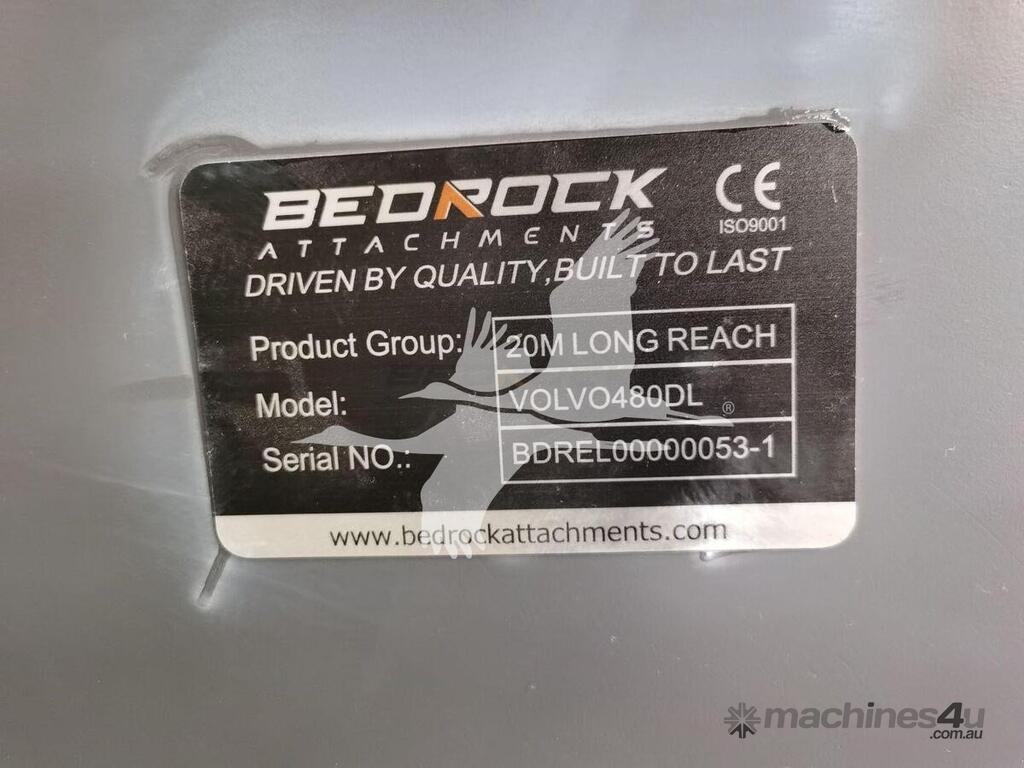 BEDROCK
ATTACHMENTS
CE
ISO9001
DRIVEN BY QUALITY,BUILT TO LAST
Product Group: 20M LONG REACH
Model: VOLVO480DL
®
Serial NO.: BDREL00000053-1
www.bedrockattachments.com
machines4u
.com.au